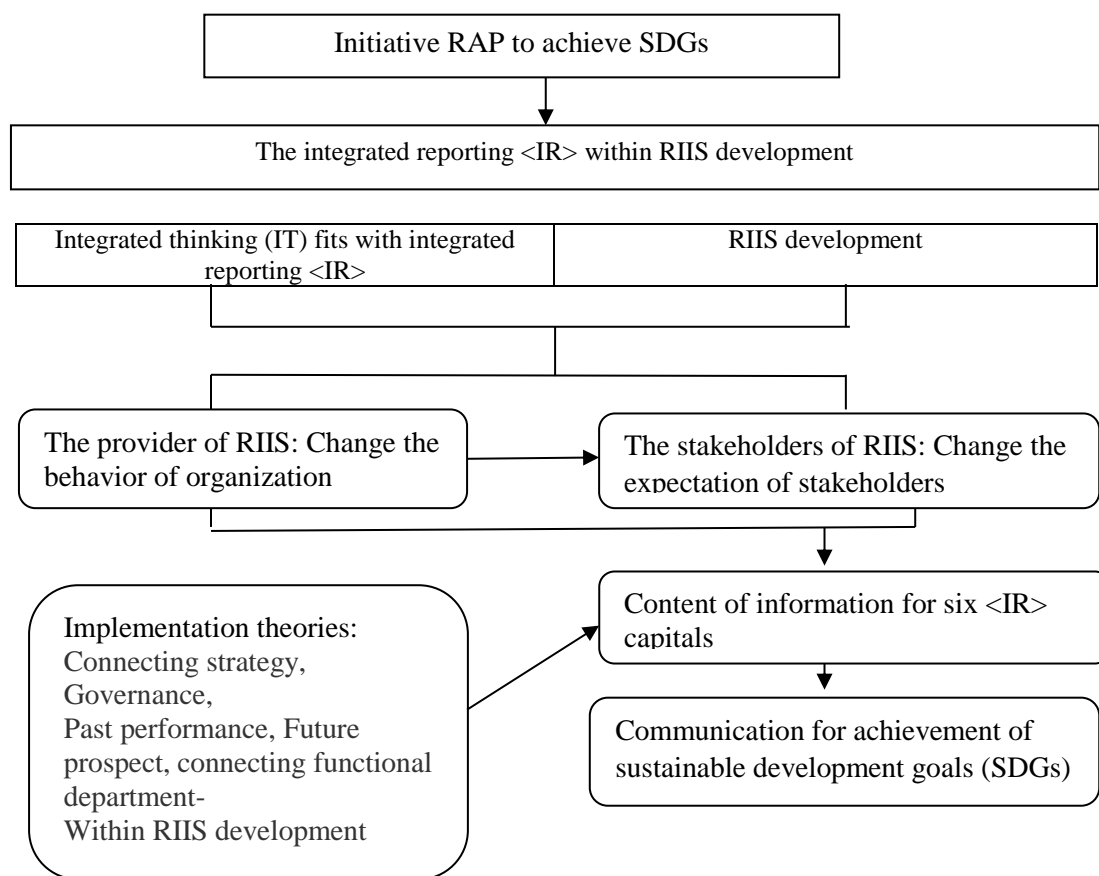 Initiative RAP to achieve SDGs
The integrated reporting <IR> within RIIS development
Integrated thinking (IT) fits with integrated
reporting <IR>
RIIS development
The provider of RIIS: Change the
behavior of organization
The stakeholders of RIIS: Change the
expectation of stakeholders
Implementation theories:
Connecting strategy,
Governance,
Past performance, Future
prospect, connecting functional
department-
Within RIIS development
Content of information for six <IR>
capitals
Communication for achievement of
sustainable development goals (SDGs)